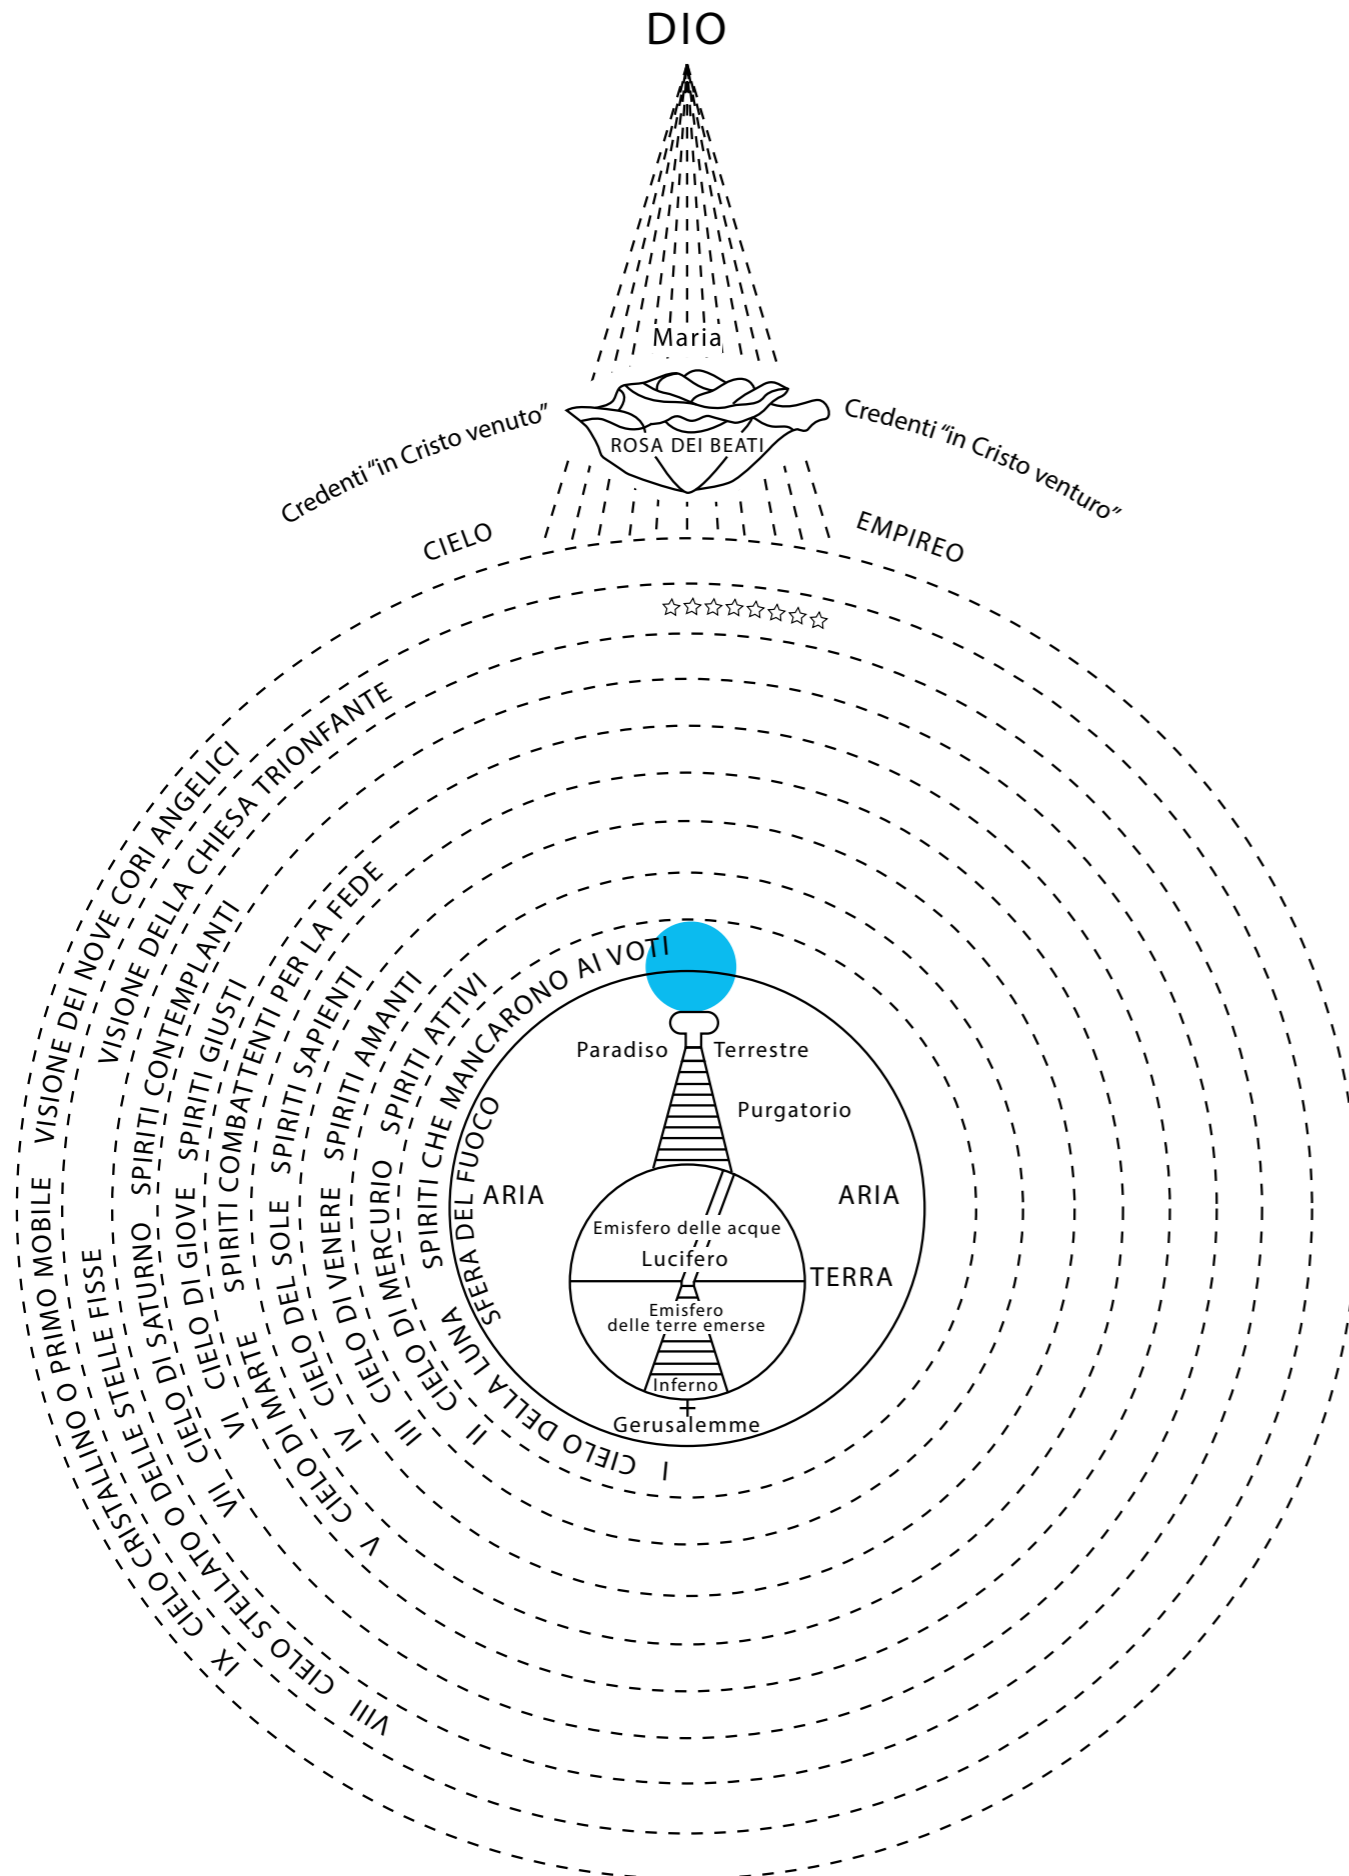 DIO
Maria
ROSA DEI BEATI
Credenti "in Cristo venuto"
Credenti "in Cristo venturo"
CIELO
EMPIREO
IX CIELO CRISTALLINO O PRIMO MOBILE VISIONE DEI NOVE CORI ANGELICI
VIII CIELO STELLATO O DELLE STELLE FISSE VISIONE DELLA CHIESA TRIONFANTE
VII CIELO DI SATURNO SPIRITI CONTEMPLANTI
VI CIELO DI GIOVE SPIRITI GIUSTI
V CIELO DI MARTE SPIRITI COMBATTENTI PER LA FEDE
IV CIELO DEL SOLE SPIRITI SAPIENTI
III CIELO DI VENERE SPIRITI AMANTI
II CIELO DI MERCURIO SPIRITI ATTIVI
I CIELO DELLA LUNA SPIRITI CHE MANCARONO AI VOTI
SFERA DEL FUOCO
Paradiso Terrestre
Purgatorio
ARIA
ARIA
Emisfero delle acque
Lucifero
TERRA
Emisfero
delle terre emerse
Inferno
Gerusalemme